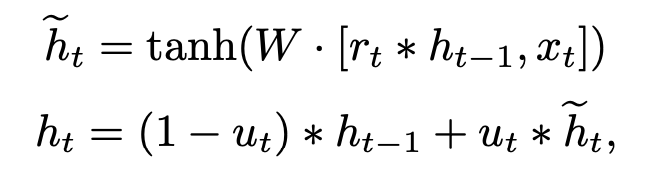 h̃_t = tanh(W · [r_t * h_{t−1}, x_t])
h_t = (1 − u_t) * h_{t−1} + u_t * h̃_t,